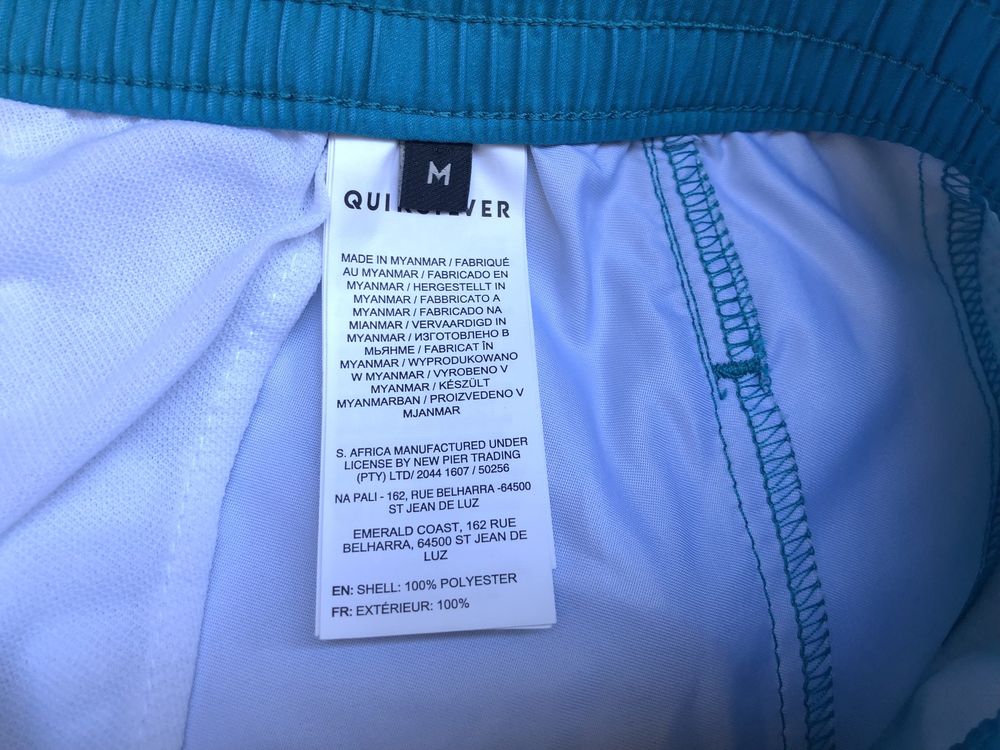 M
QUIKSILVER
MADE IN MYANMAR / FABRIQUÉ
AU MYANMAR / FABRICADO EN
MYANMAR / HERGESTELLT IN
MYANMAR / FABBRICATO A
MYANMAR / FABRICADO NA
MIANMAR / VERVAARDIGD IN
MYANMAR / ИЗГОТОВЛЕНО В
МЬЯНМЕ / FABRICAT ÎN
MYANMAR / WYPRODUKOWANO
W MYANMAR / VYROBENO V
MYANMAR / KÉSZÜLT
MYANMARBAN / PROIZVEDENO V
MJANMAR
S. AFRICA MANUFACTURED UNDER
LICENSE BY NEW PIER TRADING
(PTY) LTD/ 2044 1607 / 50256
NA PALI - 162, RUE BELHARRA -64500
ST JEAN DE LUZ
EMERALD COAST, 162 RUE
BELHARRA, 64500 ST JEAN DE
LUZ
EN: SHELL: 100% POLYESTER
FR: EXTÉRIEUR: 100%